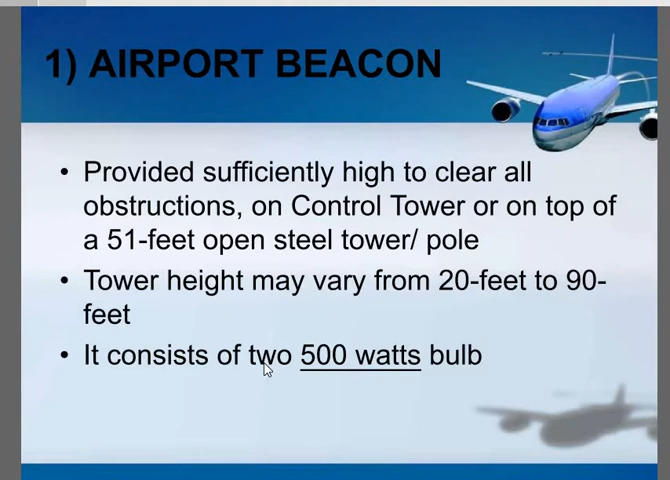 1) AIRPORT BEACON
• Provided sufficiently high to clear all
obstructions, on Control Tower or on top of
a 51-feet open steel tower/ pole
• Tower height may vary from 20-feet to 90-
feet
• It consists of two 500 watts bulb